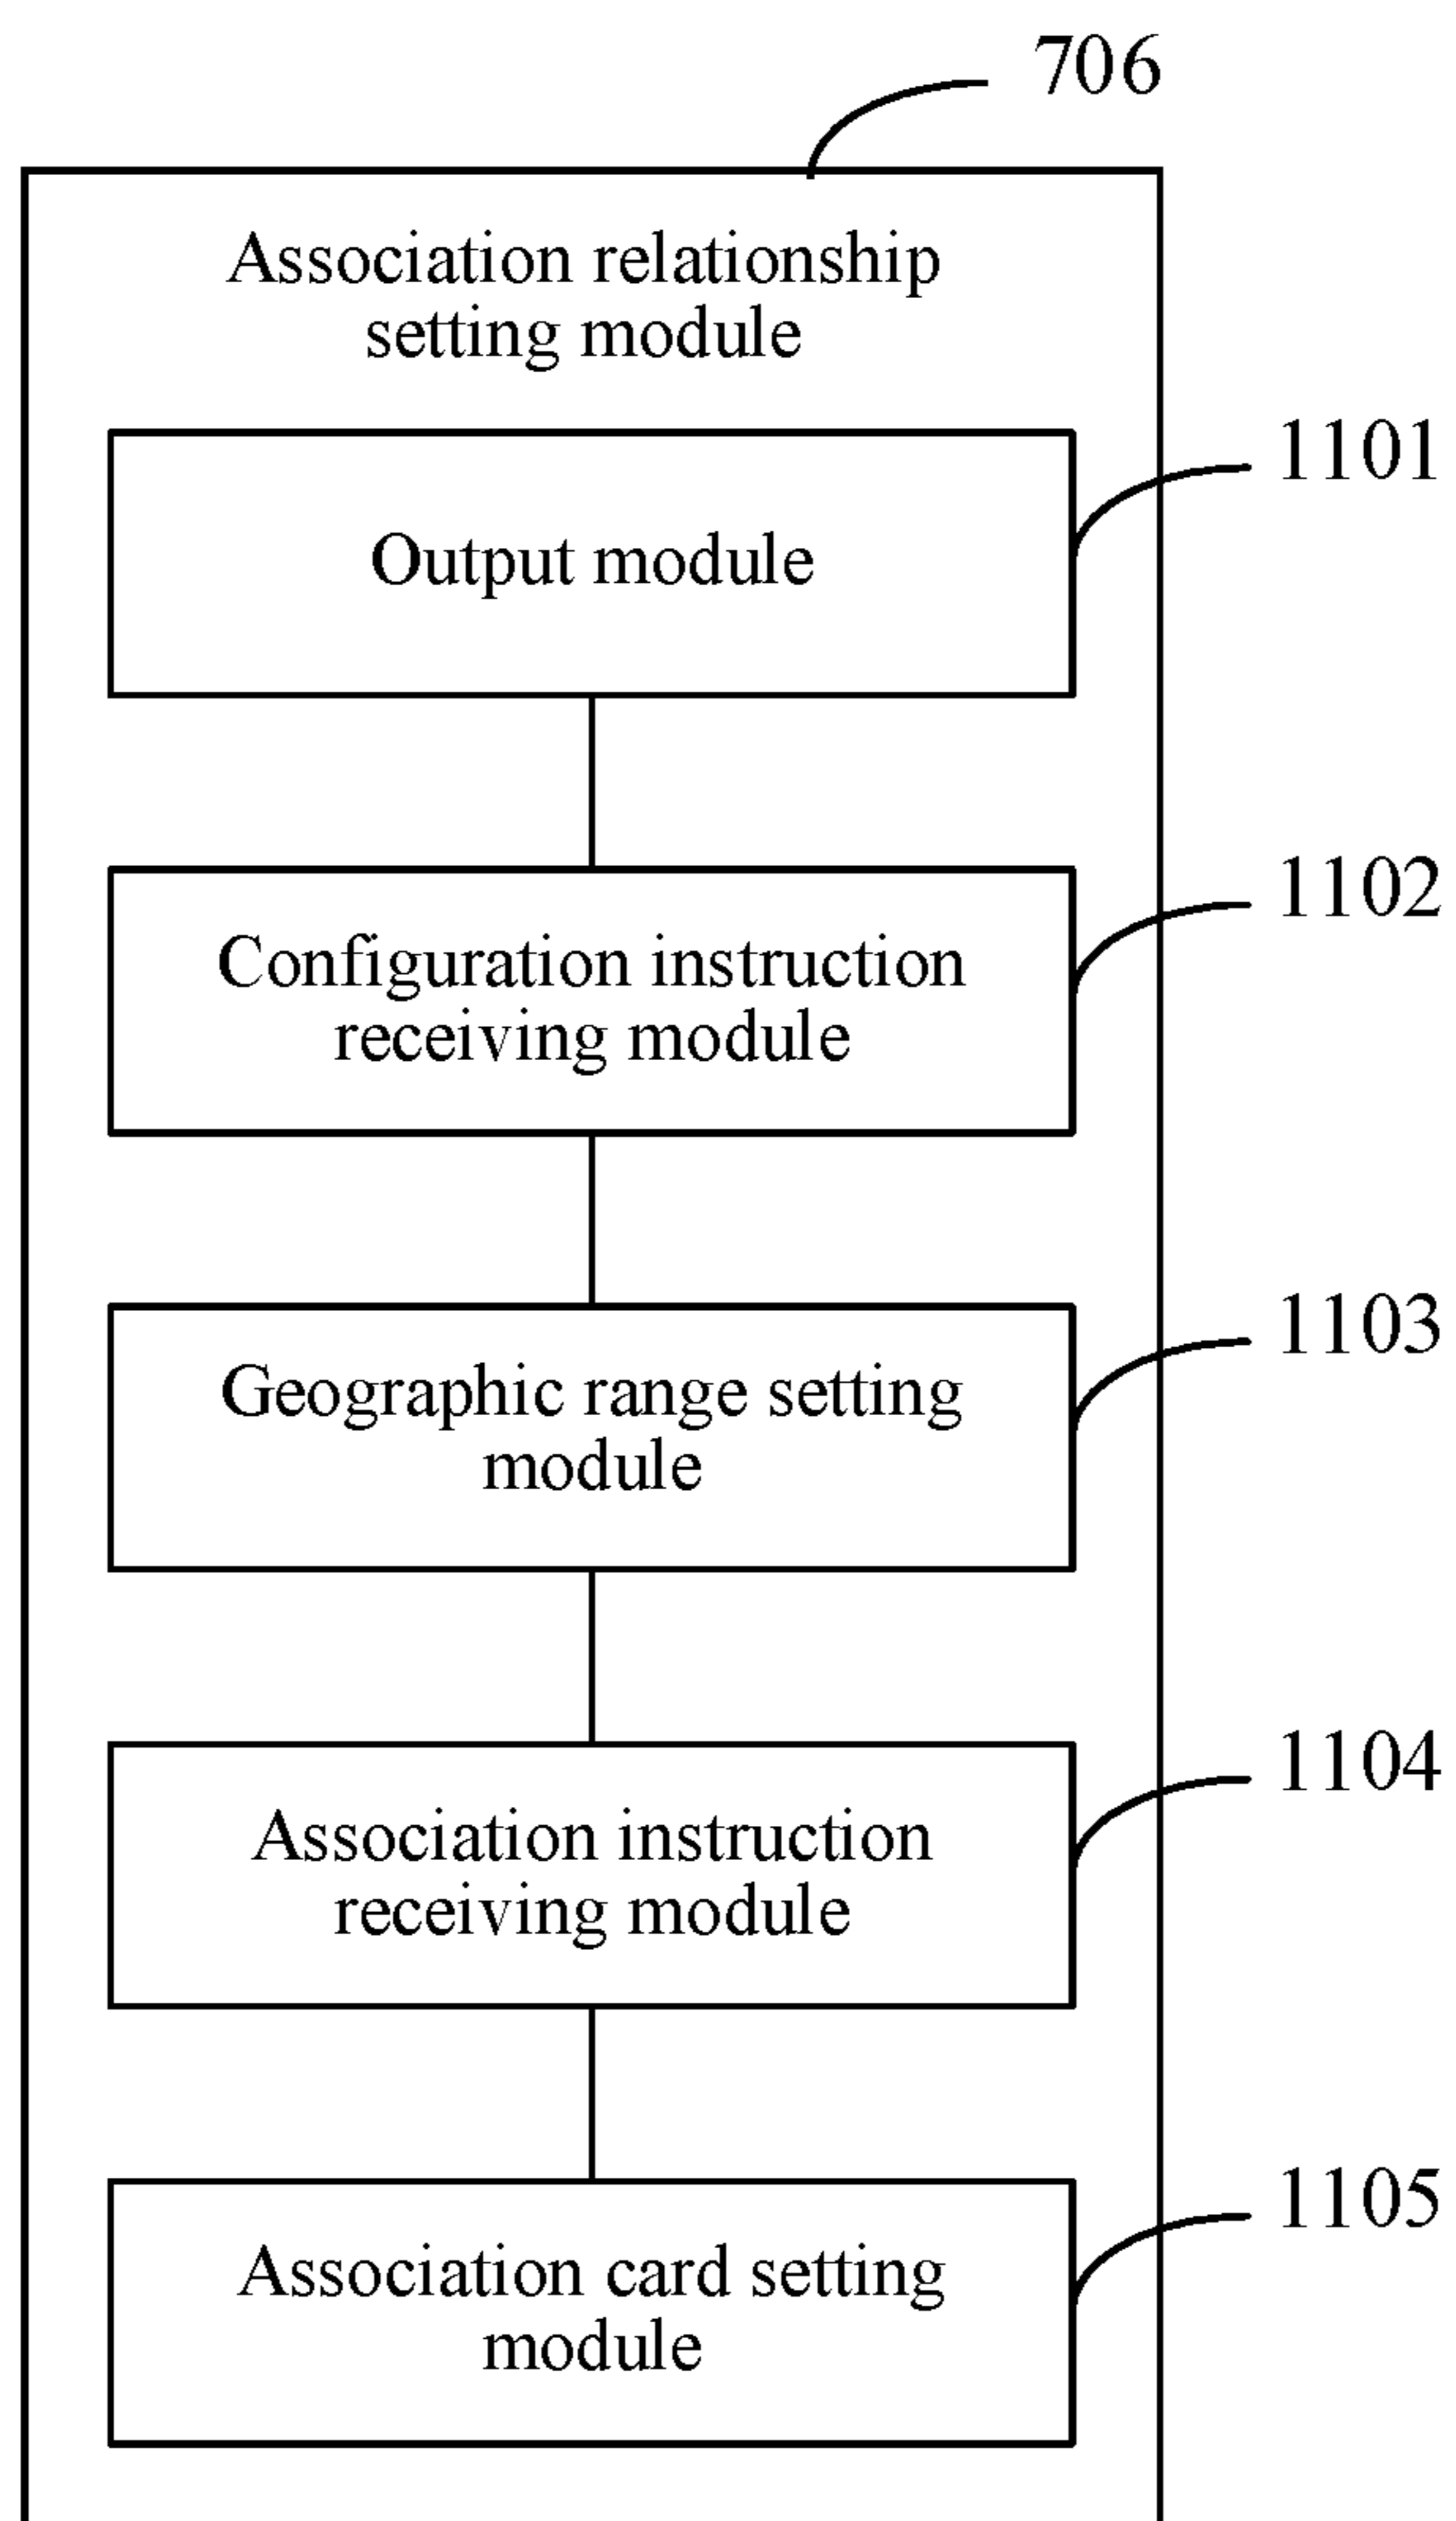 706
Association relationship
setting module
1101
Output module
1102
Configuration instruction
receiving module
1103
Geographic range setting
module
1104
Association instruction
receiving module
1105
Association card setting
module